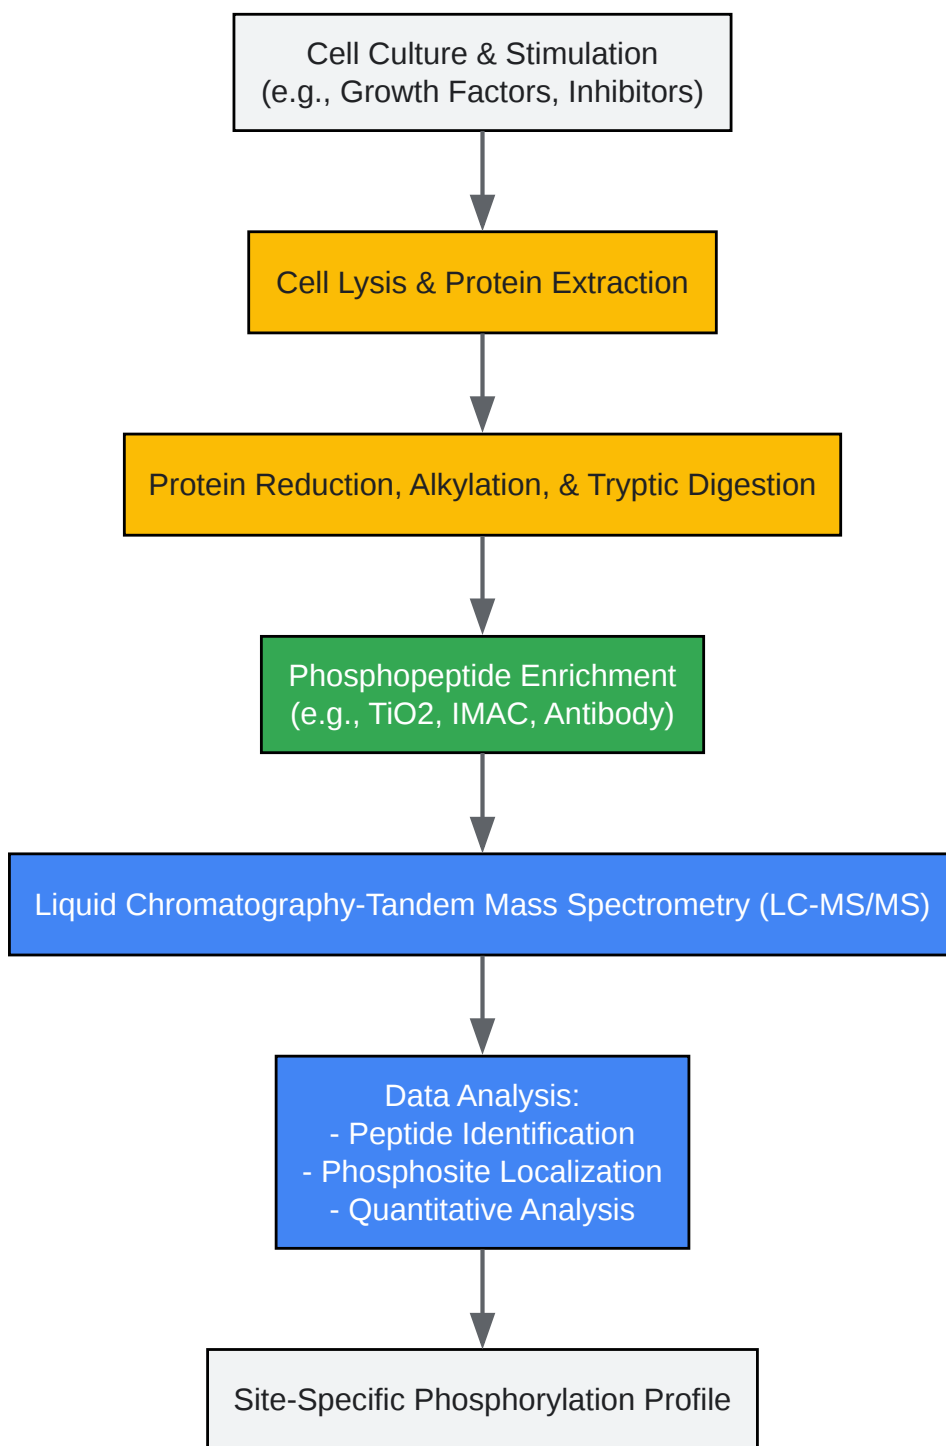 Cell Culture & Stimulation
(e.g., Growth Factors, Inhibitors)
Cell Lysis & Protein Extraction
Protein Reduction, Alkylation, & Tryptic Digestion
Phosphopeptide Enrichment
(e.g., TiO2, IMAC, Antibody)
Liquid Chromatography-Tandem Mass Spectrometry (LC-MS/MS)
Data Analysis:
- Peptide Identification
- Phosphosite Localization
- Quantitative Analysis
Site-Specific Phosphorylation Profile